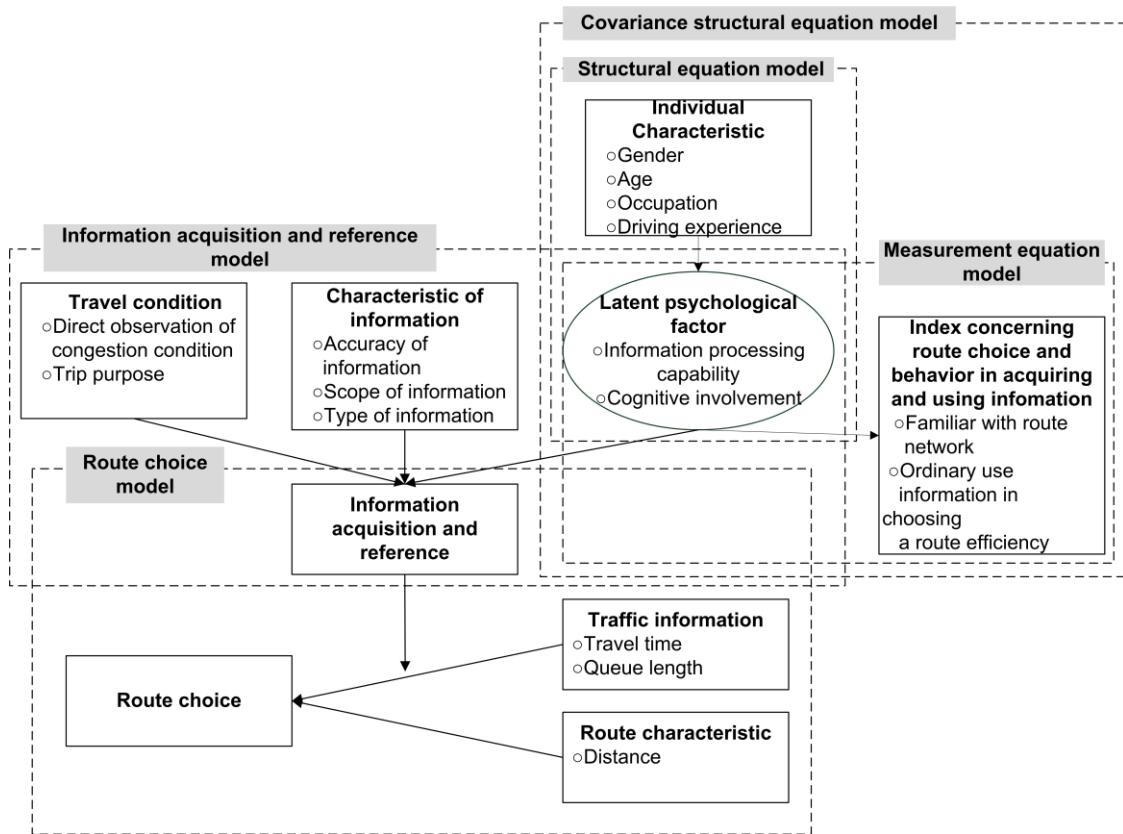 Covariance structural equation model
Structural equation model
Individual
Characteristic
○Gender
○Age
○Occupation
○Driving experience
Information acquisition and reference
model
Measurement equation
model
Travel condition
○Direct observation of
congestion condition
○Trip purpose
Characteristic of
information
○Accuracy of
information
○Scope of information
○Type of information
Latent psychological
factor
○Information processing
capability
○Cognitive involvement
Index concerning
route choice and
behavior in acquiring
and using infomation
○Familiar with route
network
○Ordinary use
information in
choosing
a route efficiency
Route choice
model
Information
acquisition and
reference
Traffic information
○Travel time
○Queue length
Route choice
Route characteristic
○Distance